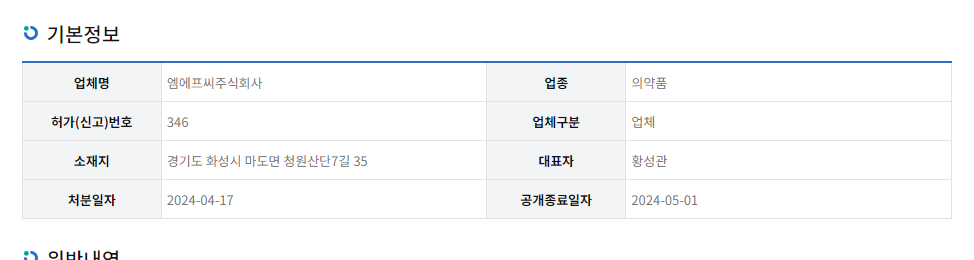 기본정보
업체명 엠에프씨주식회사 업종 의약품
허가(신고)번호 346 업체구분 업체
소재지 경기도 화성시 마도면 청원산단7길 35 대표자 황성관
처분일자 2024-04-17 공개종료일자 2024-05-01